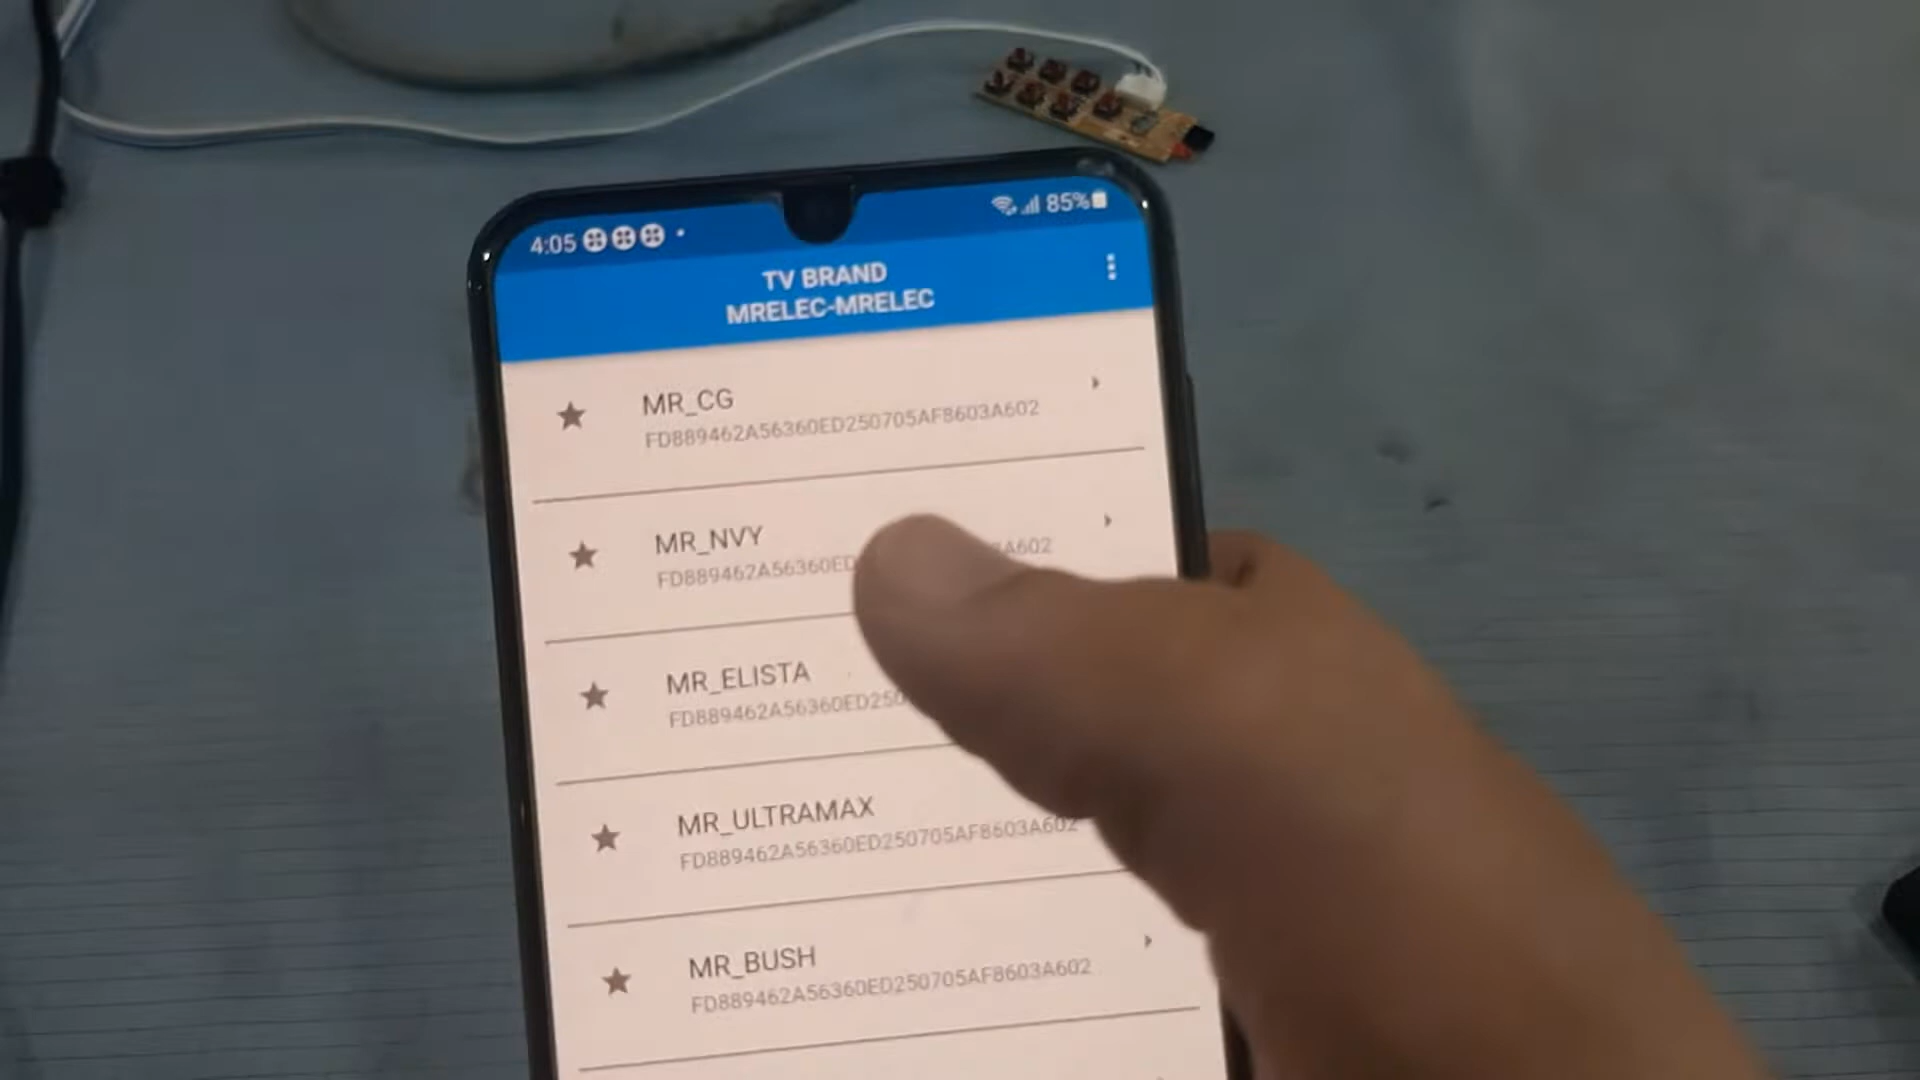 4:05
85%
TV BRAND
MRELEC-MRELEC
MR_CG
FD889462A56360ED250705AF8603A602
MR_NVY
FD889462A56360ED A602
MR_ELISTA
FD889462A56360ED250
MR_ULTRAMAX
FD889462A56360ED250705AF8603A602
MR_BUSH
FD889462A56360ED250705AF8603A602